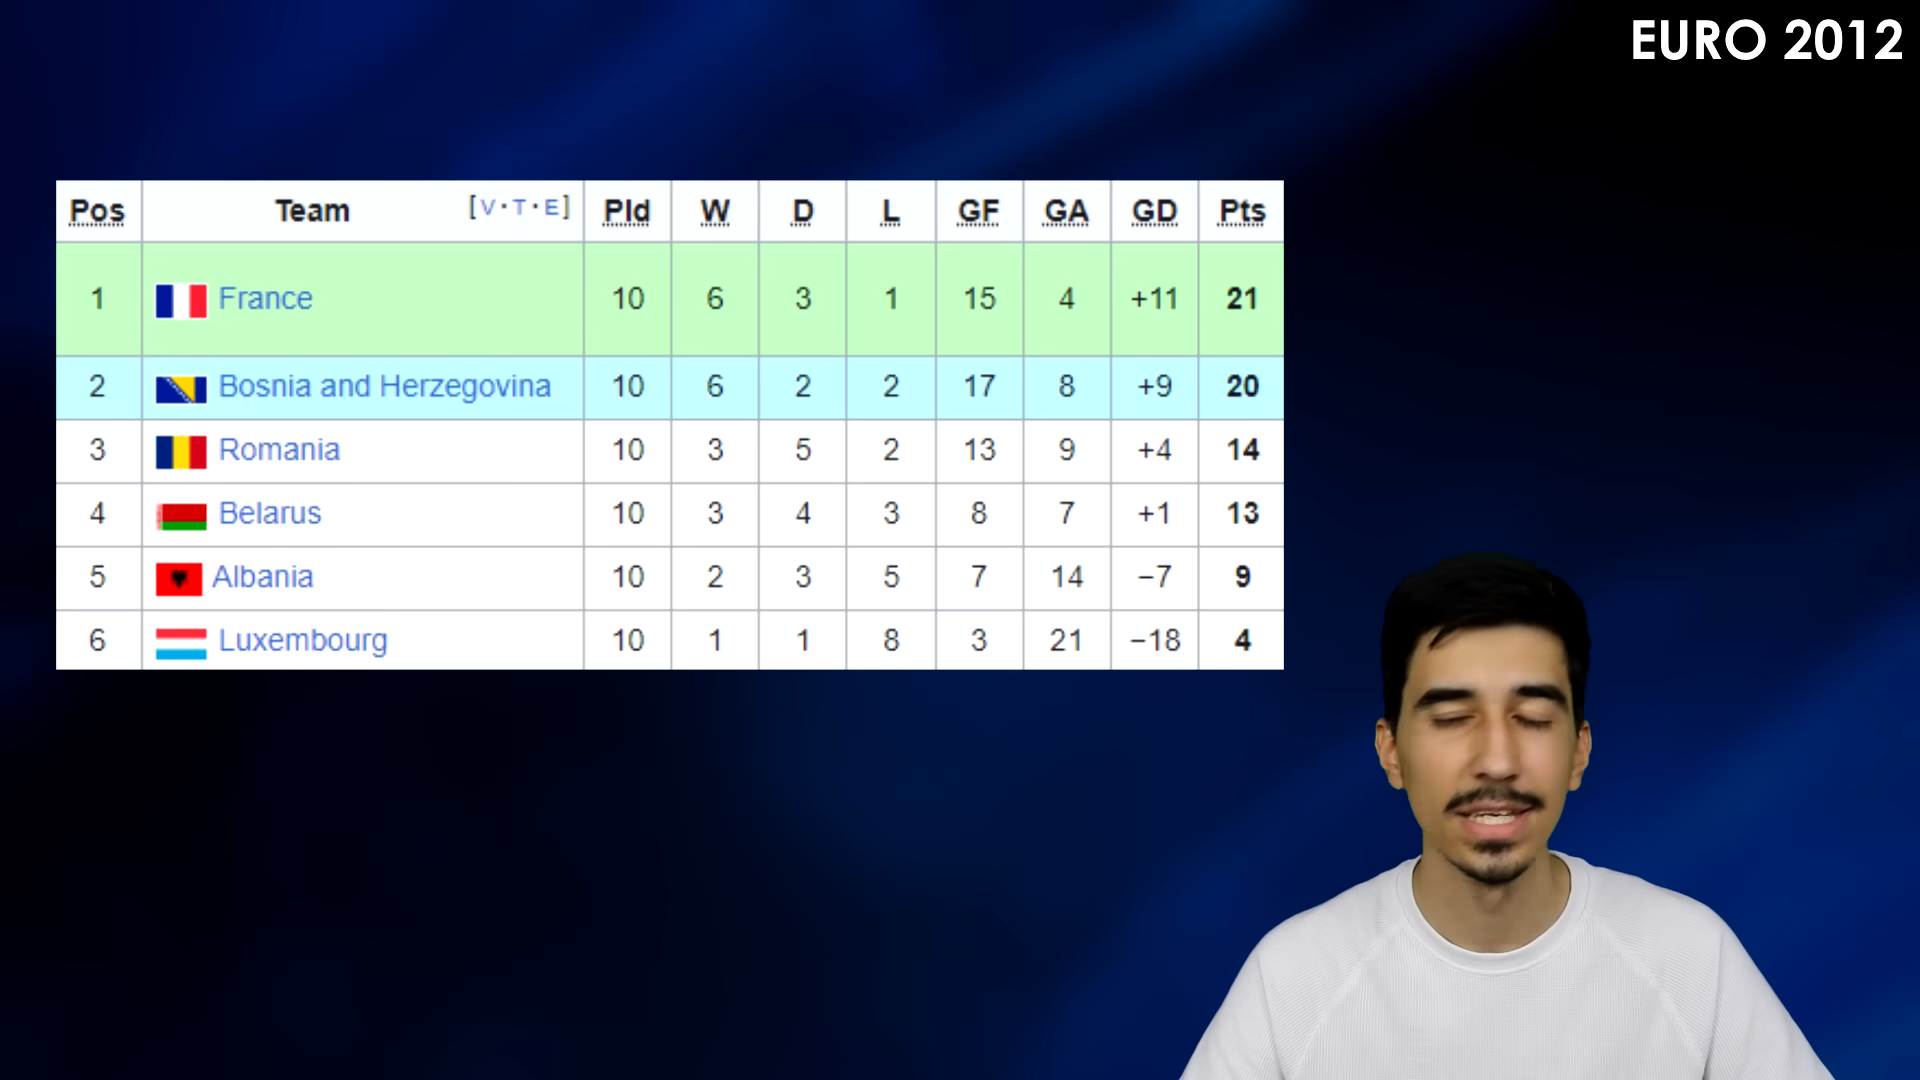 EURO 2012
Pos Team [V·T·E] Pld W D L GF GA GD Pts
1 France 10 6 3 1 15 4 +11 21
2 Bosnia and Herzegovina 10 6 2 2 17 8 +9 20
3 Romania 10 3 5 2 13 9 +4 14
4 Belarus 10 3 4 3 8 7 +1 13
5 Albania 10 2 3 5 7 14 −7 9
6 Luxembourg 10 1 1 8 3 21 −18 4